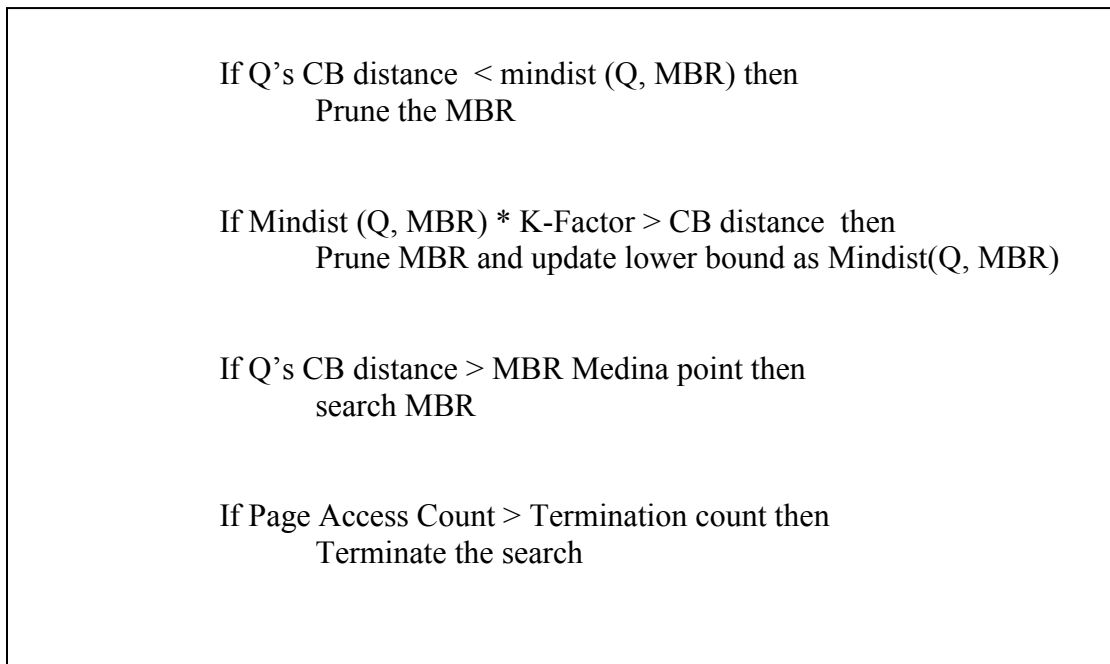 If Q’s CB distance < mindist (Q, MBR) then
Prune the MBR
If Mindist (Q, MBR) * K-Factor > CB distance then
Prune MBR and update lower bound as Mindist(Q, MBR)
If Q’s CB distance > MBR Medina point then
search MBR
If Page Access Count > Termination count then
Terminate the search